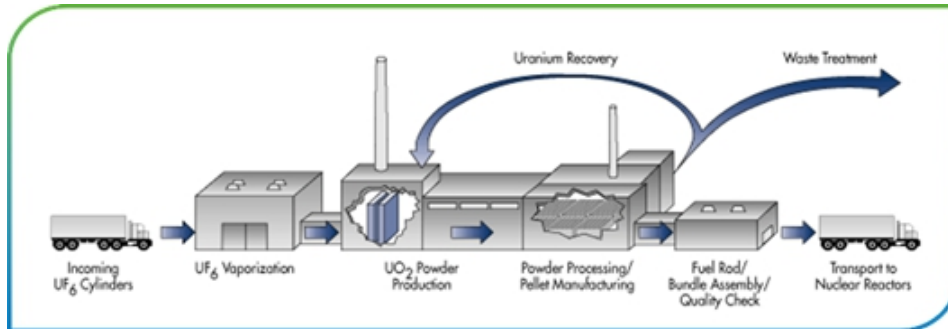 Uranium Recovery
Waste Treatment
Incoming
UF6 Cylinders
UF6 Vaporization
UO2 Powder
Production
Powder Processing/
Pellet Manufacturing
Fuel Rod/
Bundle Assembly/
Quality Check
Transport to
Nuclear Reactors